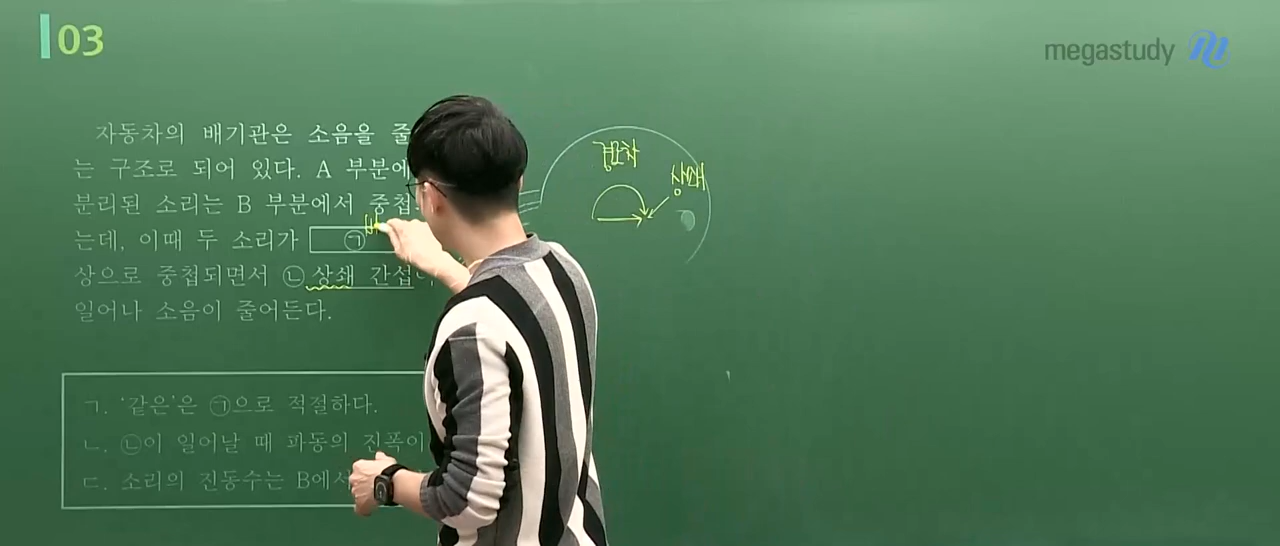 03
megastudy
자동차의 배기관은 소음을 줄
는 구조로 되어 있다. A 부분에
분리된 소리는 B 부분에서 중첩
는데, 이때 두 소리가 ㉠
상으로 중첩되면서 ㉡상쇄 간섭
일어나 소음이 줄어든다.
ㄱ. ‘같은’은 ㉠으로 적절하다.
ㄴ. ㉡이 일어날 때 파동의 진폭이
ㄷ. 소리의 진동수는 B에서
상쇄